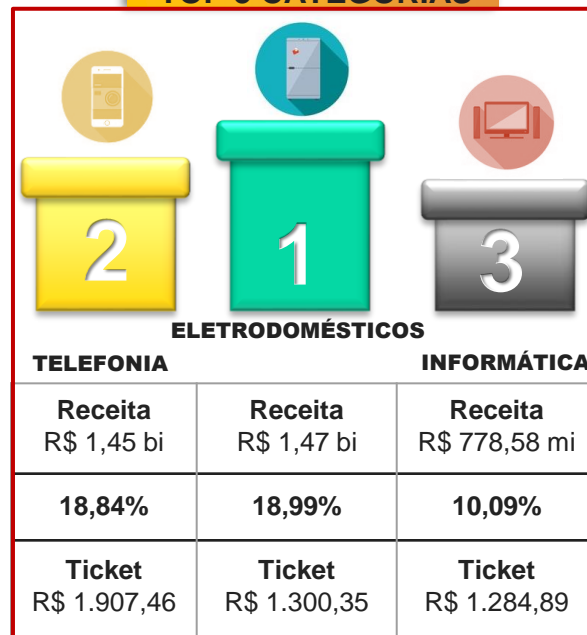 2
1
3
ELETRODOMÉSTICOS
TELEFONIA
INFORMÁTICA
Receita
R$ 1,45 bi
Receita
R$ 1,47 bi
Receita
R$ 778,58 mi
18,84%
18,99%
10,09%
Ticket
R$ 1.907,46
Ticket
R$ 1.300,35
Ticket
R$ 1.284,89